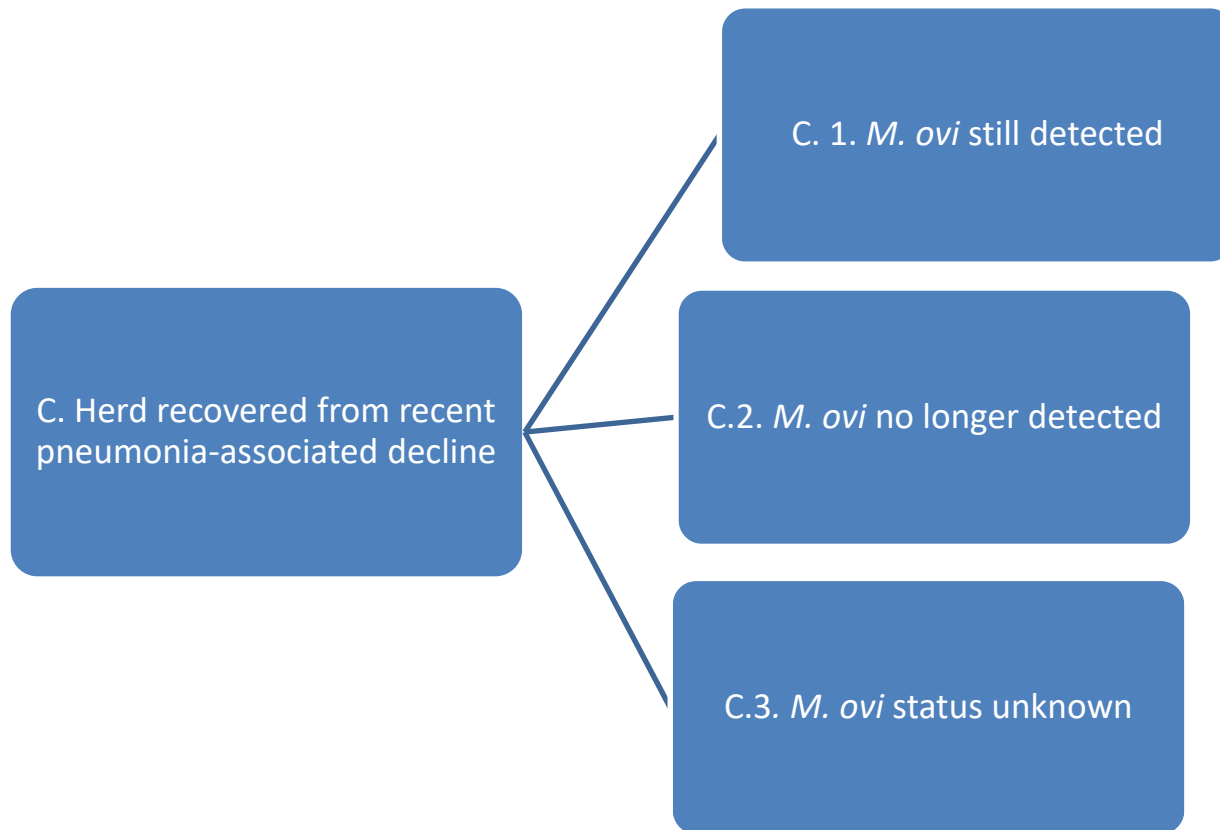 C. 1. M. ovi still detected
C. Herd recovered from recent
pneumonia-associated decline
C.2. M. ovi no longer detected
C.3. M. ovi status unknown